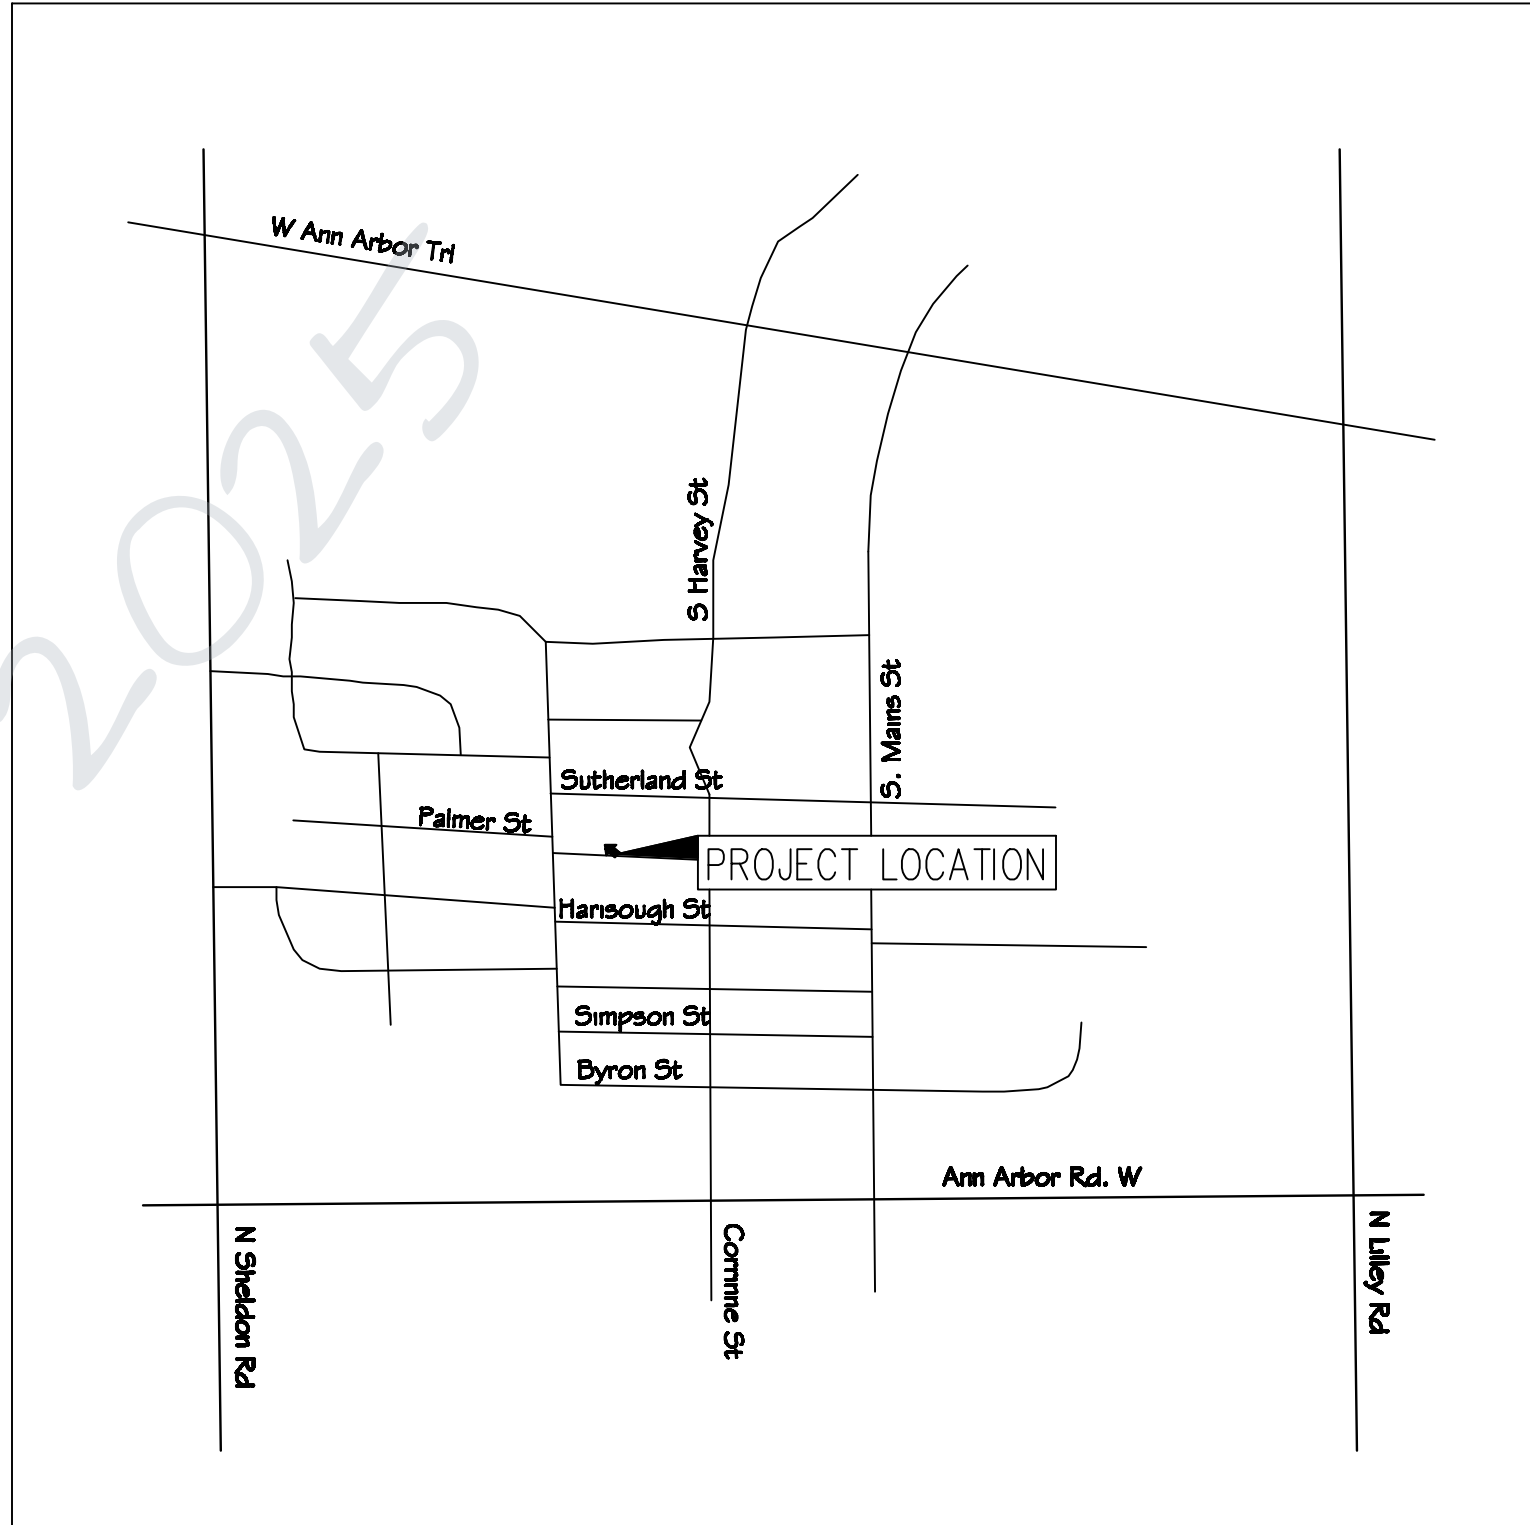 W Ann Arbor Trl
2025
S Harvey St
S. Mains St
Sutherland St
Palmer St
PROJECT LOCATION
Harisough St
Simpson St
Byron St
Ann Arbor Rd. W
N Sheldon Rd
Corinne St
N Lilley Rd